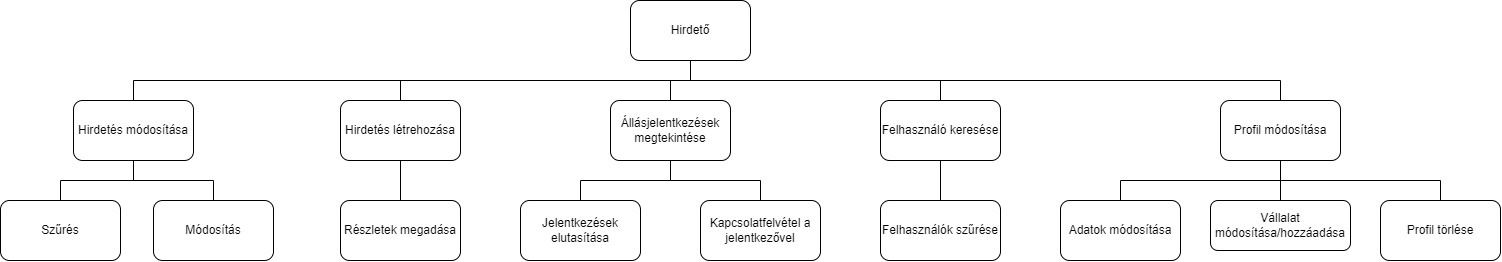 Hirdető
Hirdetés módosítása
Hirdetés létrehozása
Állásjelentkezések
megtekintése
Felhasználó keresése
Profil módosítása
Szűrés
Módosítás
Részletek megadása
Jelentkezések
elutasítása
Kapcsolatfelvétel a
jelentkezővel
Felhasználók szűrése
Adatok módosítása
Vállalat
módosítása/hozzáadása
Profil törlése